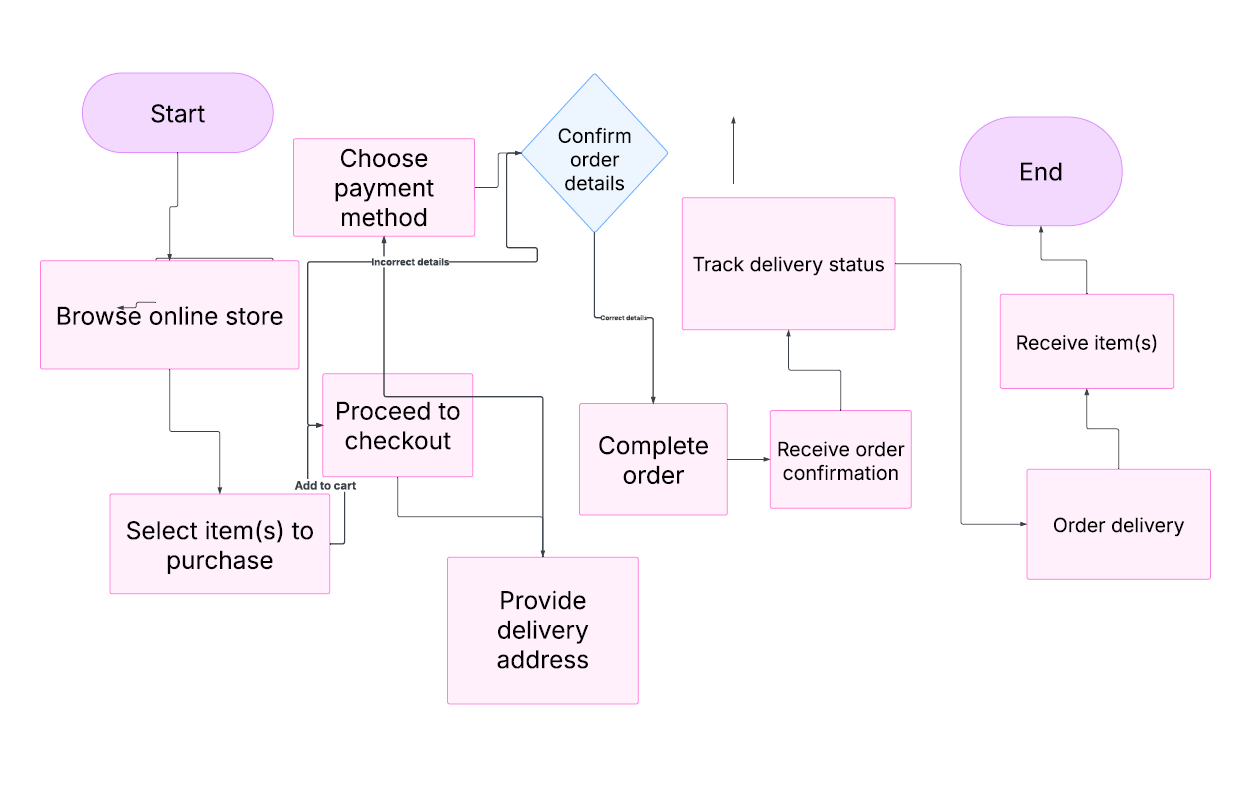 Start
Browse online store
Select item(s) to
purchase
Add to cart
Proceed to
checkout
Provide
delivery
address
Choose
payment
method
Confirm
order
details
Incorrect details
Correct details
Complete
order
Receive order
confirmation
Track delivery status
Order delivery
Receive item(s)
End